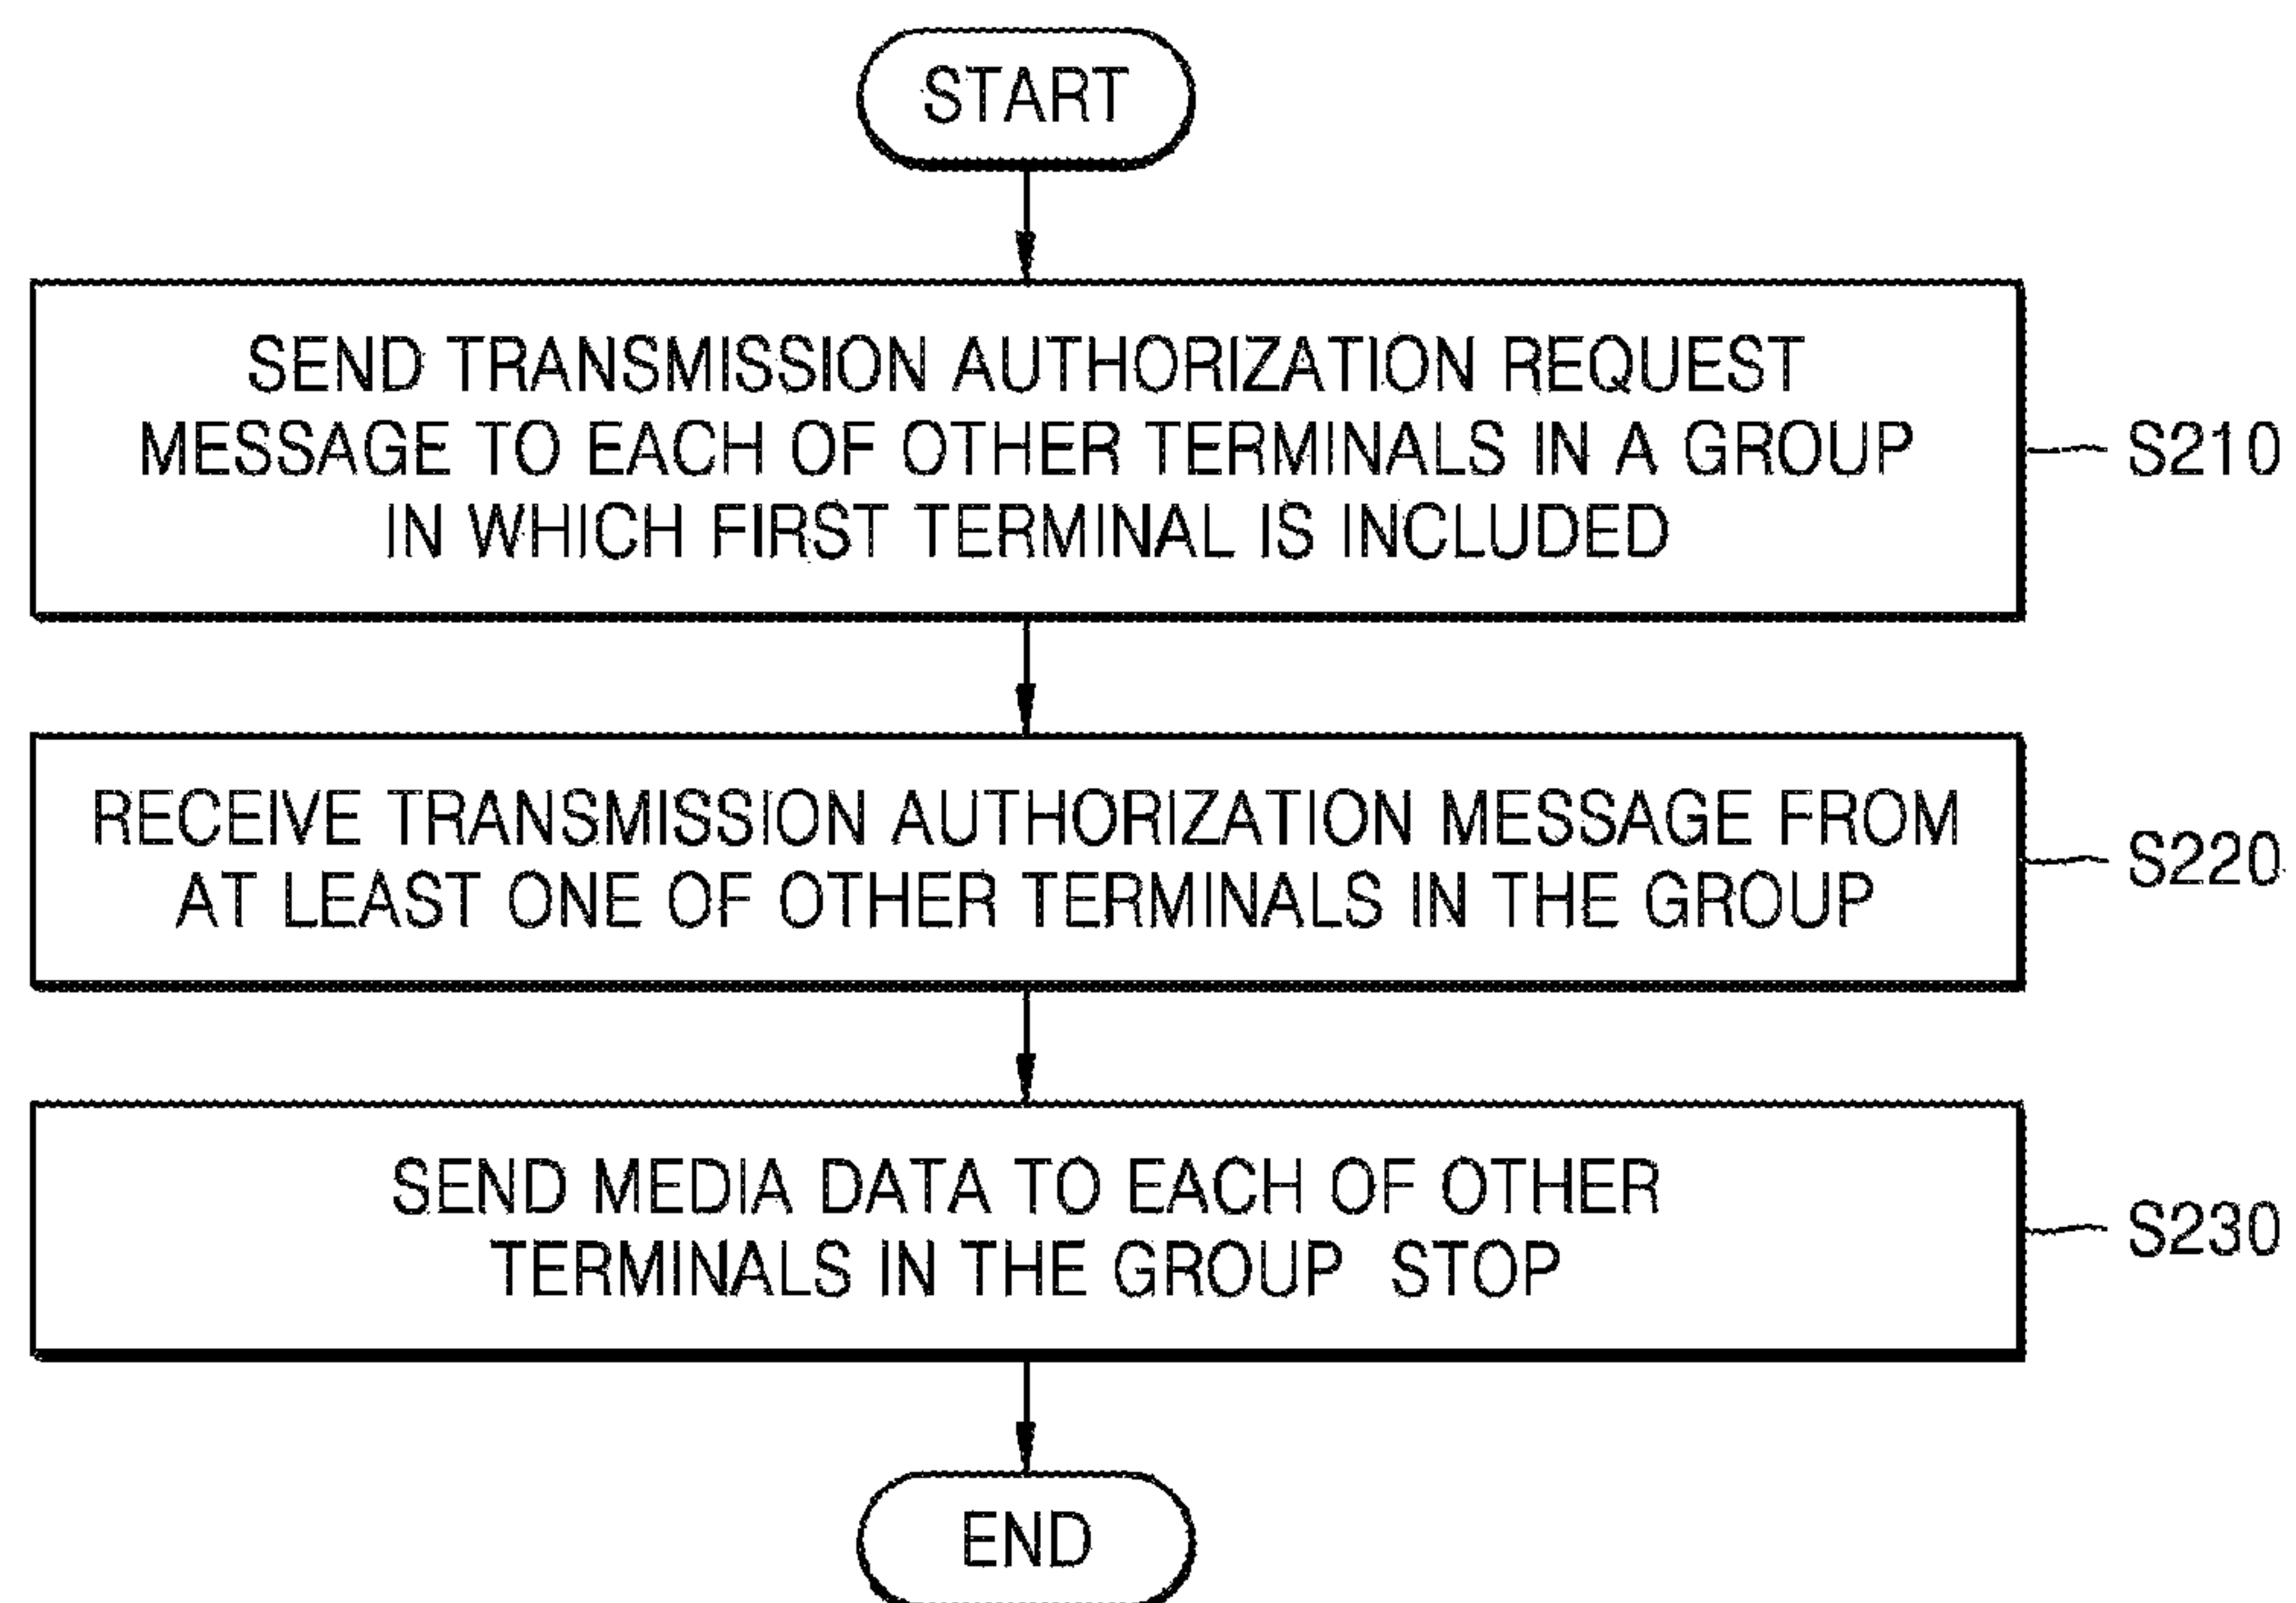 START
SEND TRANSMISSION AUTHORIZATION REQUEST
MESSAGE TO EACH OF OTHER TERMINALS IN A GROUP
IN WHICH FIRST TERMINAL IS INCLUDED
S210
RECEIVE TRANSMISSION AUTHORIZATION MESSAGE FROM
AT LEAST ONE OF OTHER TERMINALS IN THE GROUP
S220
SEND MEDIA DATA TO EACH OF OTHER
TERMINALS IN THE GROUP STOP
S230
END